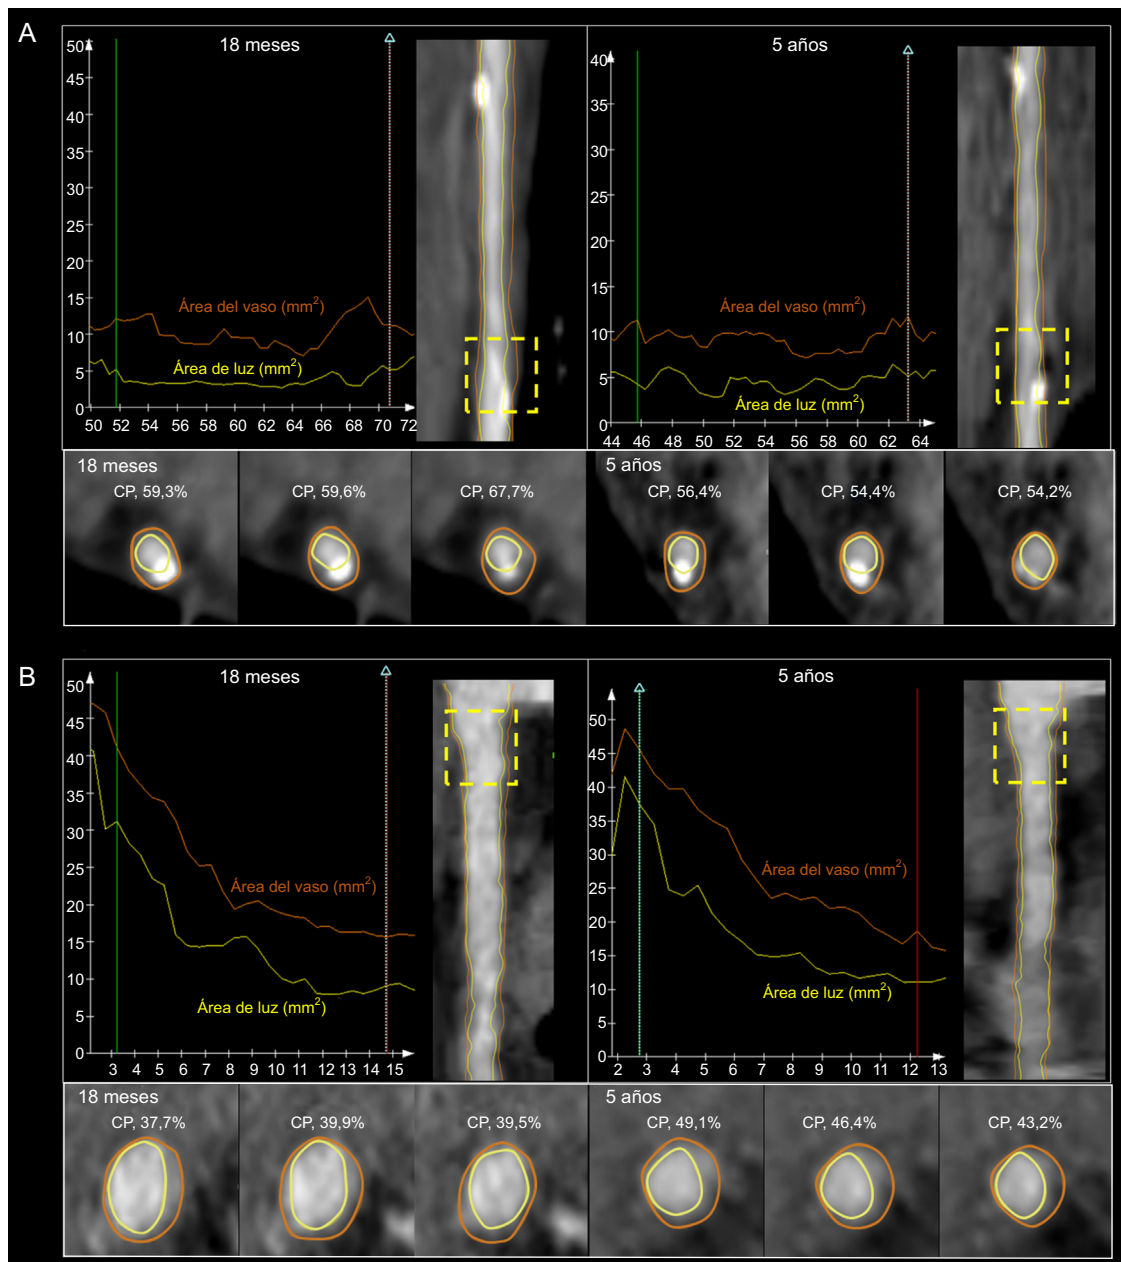 A
18 meses
50
45
40
35
30
25
20
15
10
5
0
Área del vaso (mm²)
Área de luz (mm²)
50 52 54 56 58 60 62 64 66 68 70 72
5 años
40
35
30
25
20
15
10
5
0
Área del vaso (mm²)
Área de luz (mm²)
44 46 48 50 52 54 56 58 60 62 64
18 meses
CP, 59,3%
CP, 59,6%
CP, 67,7%
5 años
CP, 56,4%
CP, 54,4%
CP, 54,2%
B
18 meses
50
45
40
35
30
25
20
15
10
5
0
Área del vaso (mm²)
Área de luz (mm²)
3 4 5 6 7 8 9 10 11 12 13 14 15
5 años
50
45
40
35
30
25
20
15
10
5
0
Área del vaso (mm²)
Área de luz (mm²)
2 3 4 5 6 7 8 9 10 11 12 13
18 meses
CP, 37,7%
CP, 39,9%
CP, 39,5%
5 años
CP, 49,1%
CP, 46,4%
CP, 43,2%